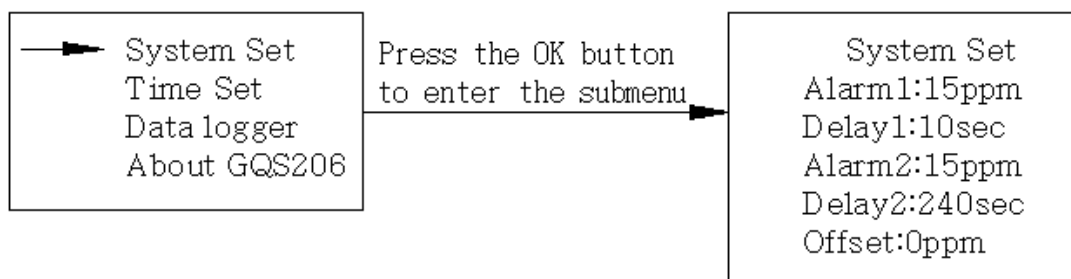 System Set
Time Set
Data logger
About GQS206
Press the OK button
to enter the submenu
System Set
Alarm1:15ppm
Delay1:10sec
Alarm2:15ppm
Delay2:240sec
Offset:0ppm